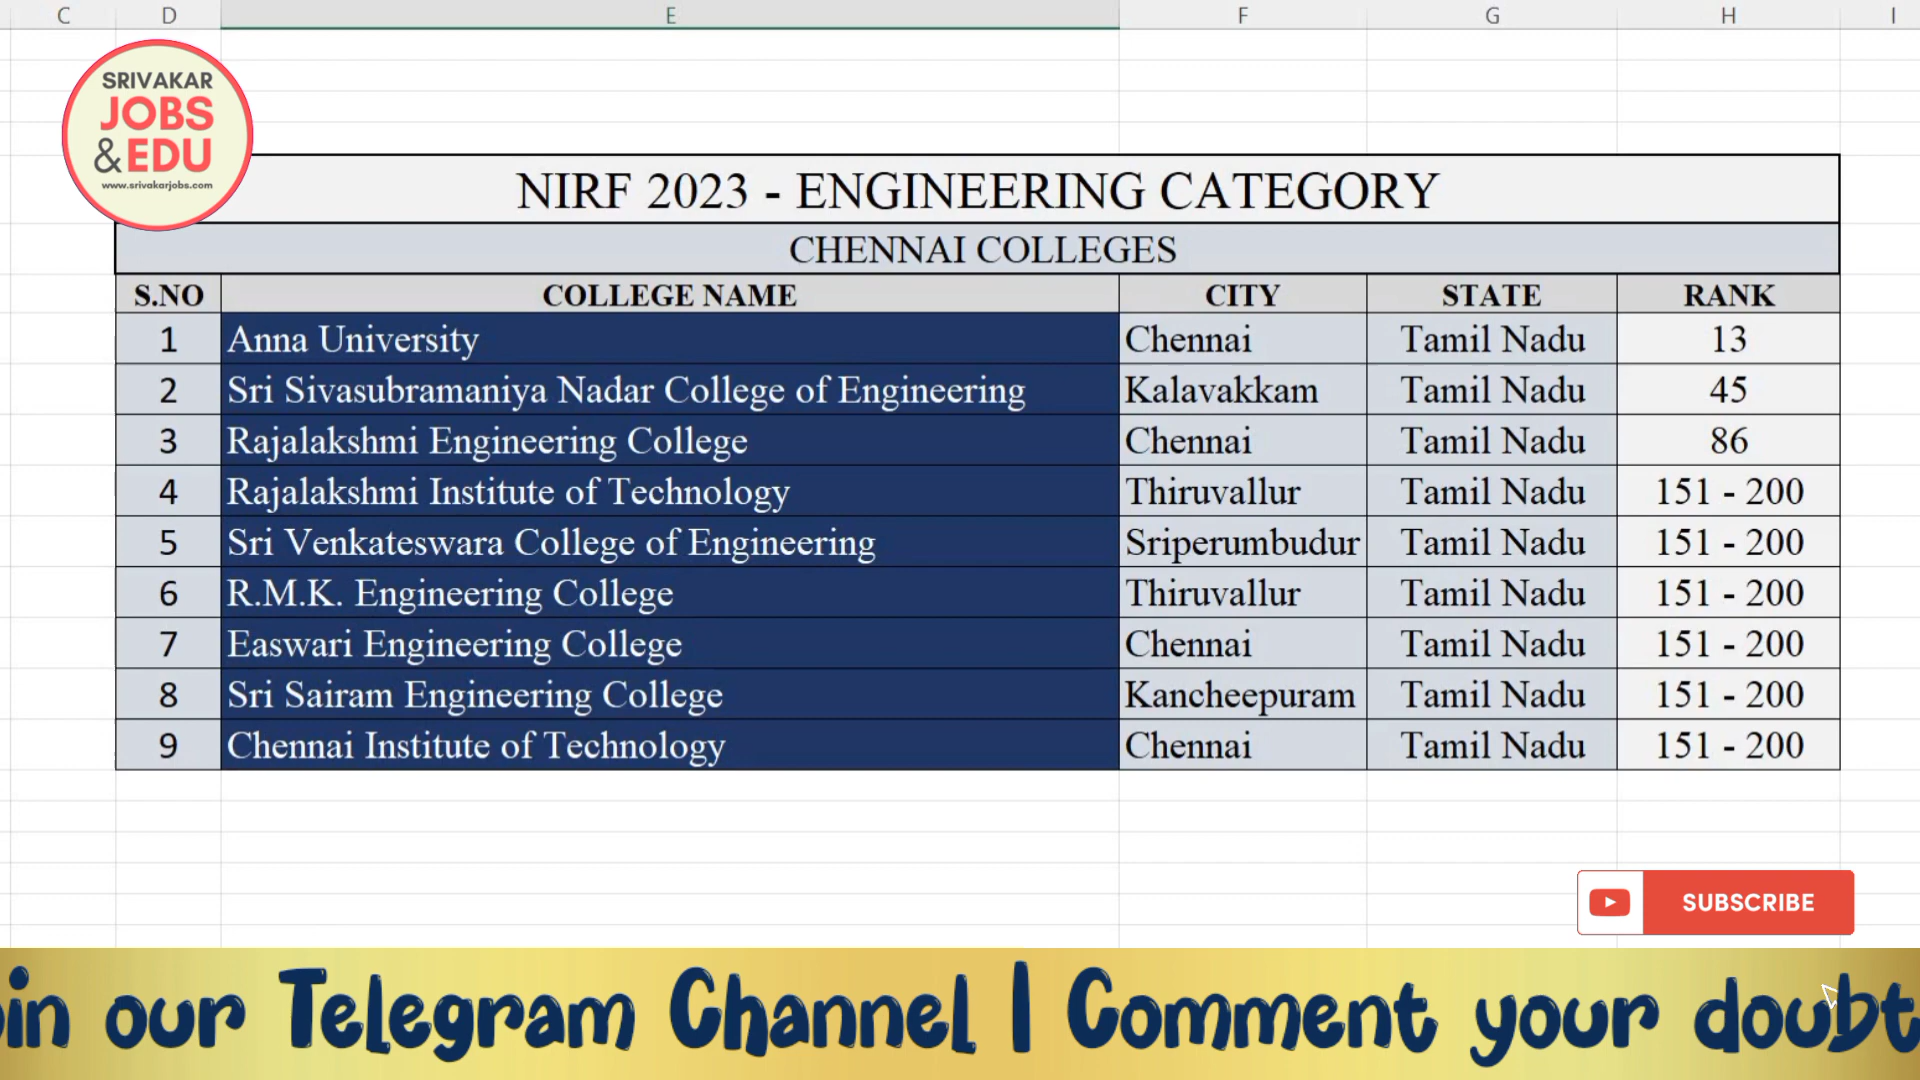 C D E F G H I
SRIVAKAR
JOBS
&EDU
www.srivakarjobs.com
NIRF 2023 - ENGINEERING CATEGORY
CHENNAI COLLEGES
S.NO COLLEGE NAME CITY STATE RANK
1 Anna University Chennai Tamil Nadu 13
2 Sri Sivasubramaniya Nadar College of Engineering Kalavakkam Tamil Nadu 45
3 Rajalakshmi Engineering College Chennai Tamil Nadu 86
4 Rajalakshmi Institute of Technology Thiruvallur Tamil Nadu 151 - 200
5 Sri Venkateswara College of Engineering Sriperumbudur Tamil Nadu 151 - 200
6 R.M.K. Engineering College Thiruvallur Tamil Nadu 151 - 200
7 Easwari Engineering College Chennai Tamil Nadu 151 - 200
8 Sri Sairam Engineering College Kancheepuram Tamil Nadu 151 - 200
9 Chennai Institute of Technology Chennai Tamil Nadu 151 - 200
SUBSCRIBE
oin our Telegram Channel | Comment your doubt